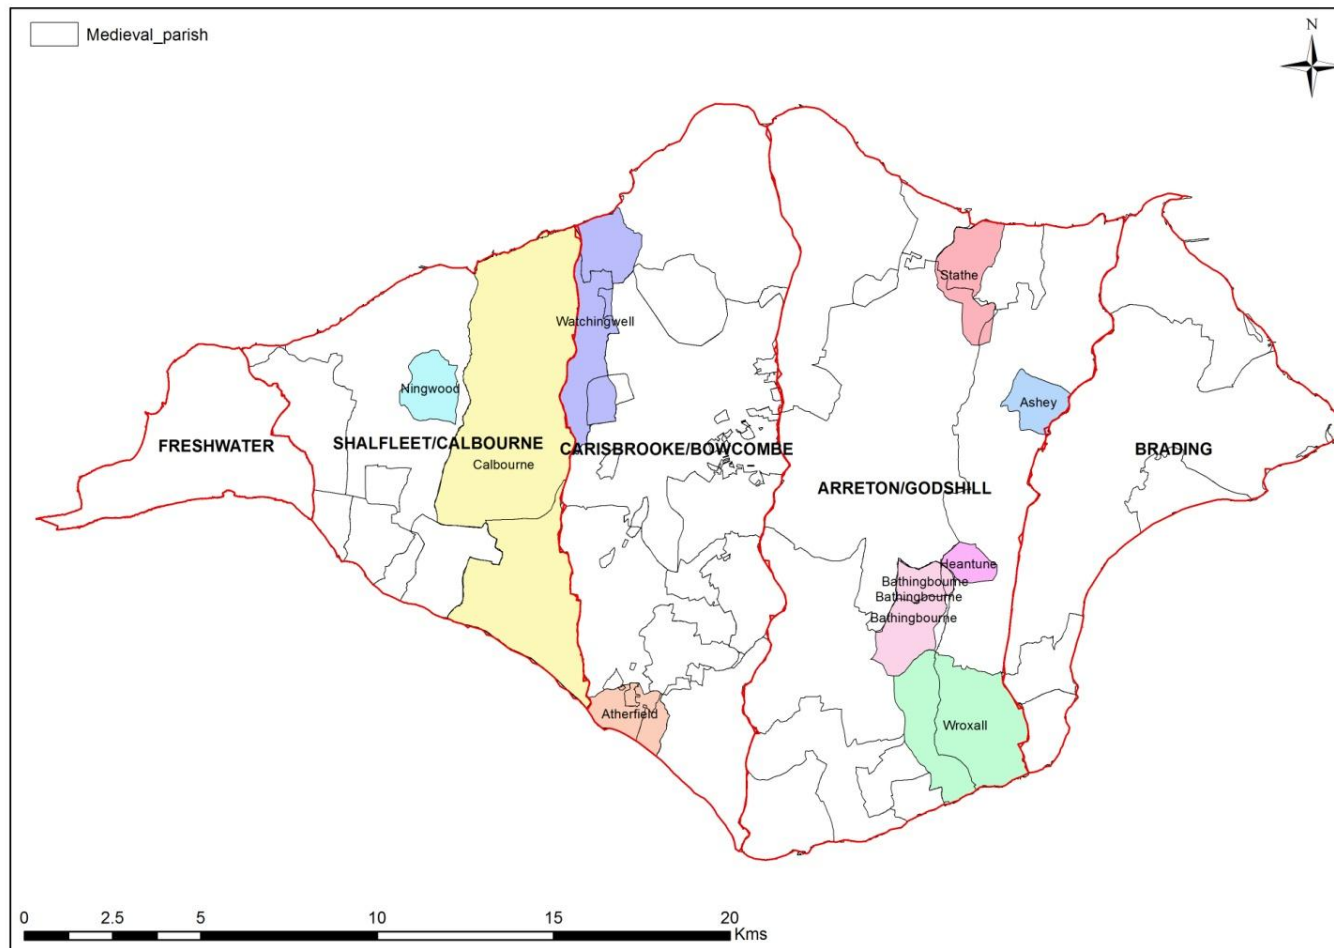 Medieval_parish
N
Stathe
Watchingwell
Ningwood
Ashey
FRESHWATER
SHALFLEET/CALBOURNE
CARISBROOKE/BOWCOMBE
BRADING
Calbourne
ARRETON/GODSHILL
Heantune
Bathingbourne
Bathingbourne
Bathingbourne
Atherfield
Wroxall
0 2.5 5 10 15 20
Kms